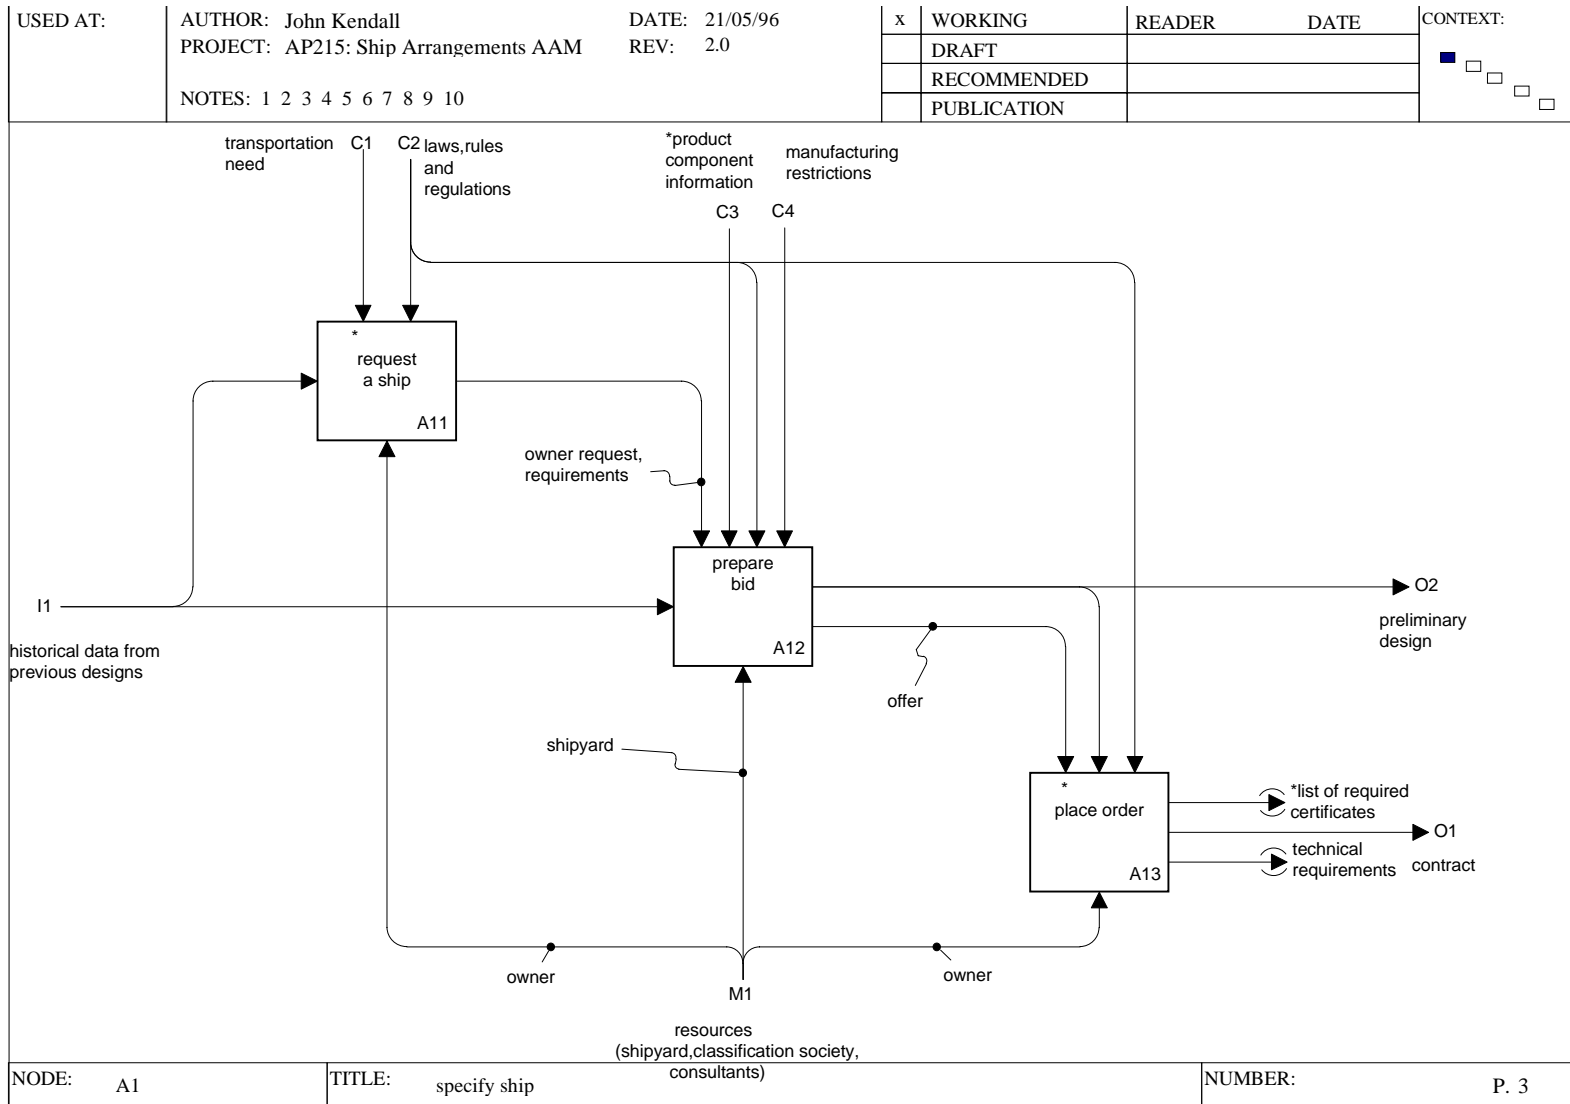 USED AT:
AUTHOR: John Kendall
DATE: 21/05/96
PROJECT: AP215: Ship Arrangements AAM
REV: 2.0
NOTES: 1 2 3 4 5 6 7 8 9 10
x WORKING
DRAFT
RECOMMENDED
PUBLICATION
READER DATE
CONTEXT:
transportation
need
C1
C2
laws,rules
and
regulations
*product
component
information
C3
manufacturing
restrictions
C4
*
request
a ship
A11
owner request,
requirements
prepare
bid
A12
I1
historical data from
previous designs
O2
preliminary
design
offer
shipyard
*
place order
A13
*list of required
certificates
O1
contract
technical
requirements
owner
owner
M1
resources
(shipyard,classification society,
consultants)
NODE: A1
TITLE: specify ship
NUMBER:
P. 3